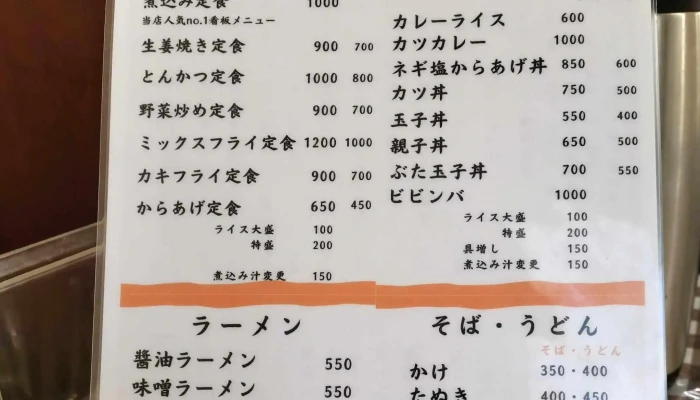 煮込み定食 1000
当店人気no.1看板メニュー
生姜焼き定食 900 700
とんかつ定食 1000 800
野菜炒め定食 900 700
ミックスフライ定食 1200 1000
カキフライ定食 900 700
からあげ定食 650 450
ライス大盛 100
特盛 200
煮込み汁変更 150
カレーライス 600
カツカレー 1000
ネギ塩からあげ丼 850 600
カツ丼 750 500
玉子丼 550 400
親子丼 650 500
ぶた玉子丼 700 550
ビビンバ 1000
ライス大盛 100
特盛 200
具増し 150
煮込み汁変更 150
ラーメン
醤油ラーメン 550
味噌ラーメン 550
そば・うどん
そば・うどん
かけ 350・400
たぬき 400・450